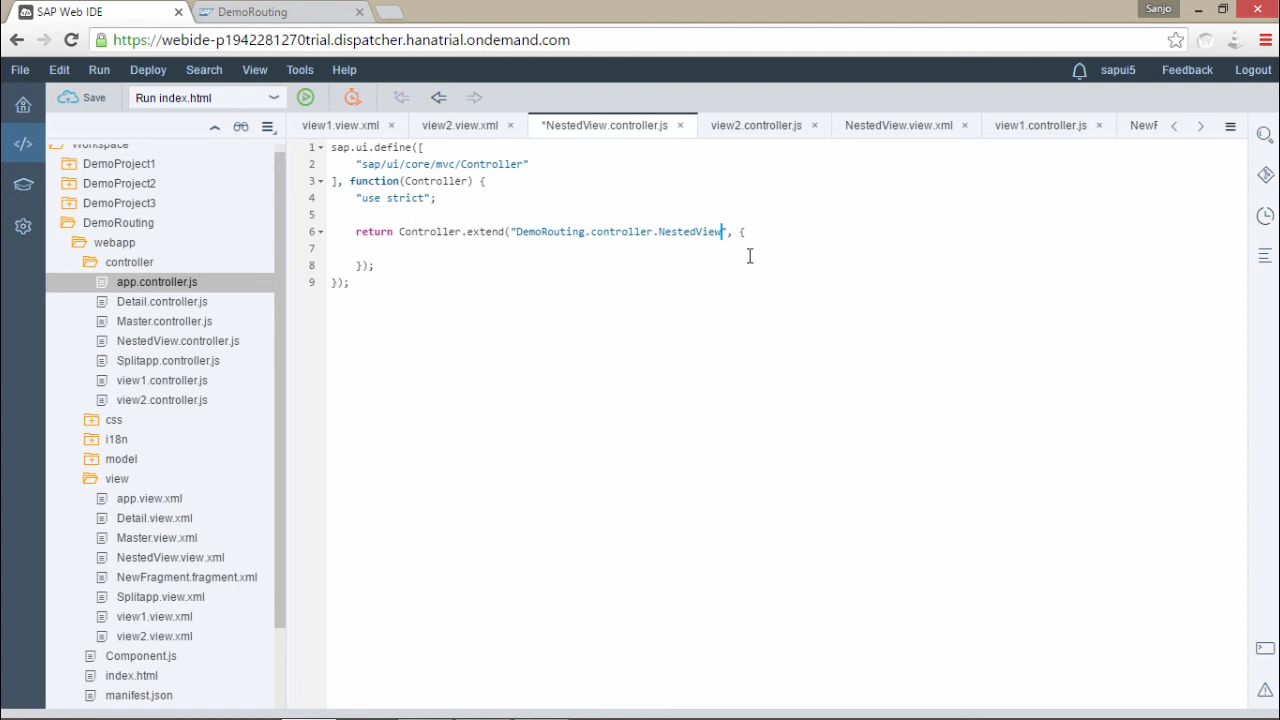 SAP Web IDE
DemoRouting
Sanjo
https://webide-p1942281270trial.dispatcher.hanatrial.ondemand.com
File Edit Run Deploy Search View Tools Help
sapui5 Feedback Logout
Save
Run index.html
view1.view.xml
view2.view.xml
*NestedView.controller.js
view2.controller.js
NestedView.view.xml
view1.controller.js
NewF
Workspace
DemoProject1
DemoProject2
DemoProject3
DemoRouting
webapp
controller
app.controller.js
Detail.controller.js
Master.controller.js
NestedView.controller.js
Splitapp.controller.js
view1.controller.js
view2.controller.js
css
i18n
model
view
app.view.xml
Detail.view.xml
Master.view.xml
NestedView.view.xml
NewFragment.fragment.xml
Splitapp.view.xml
view1.view.xml
view2.view.xml
Component.js
index.html
manifest.json
1 sap.ui.define([
2 "sap/ui/core/mvc/Controller"
3 ], function(Controller) {
4 "use strict";
5
6 return Controller.extend("DemoRouting.controller.NestedView", {
7
8 });
9 });